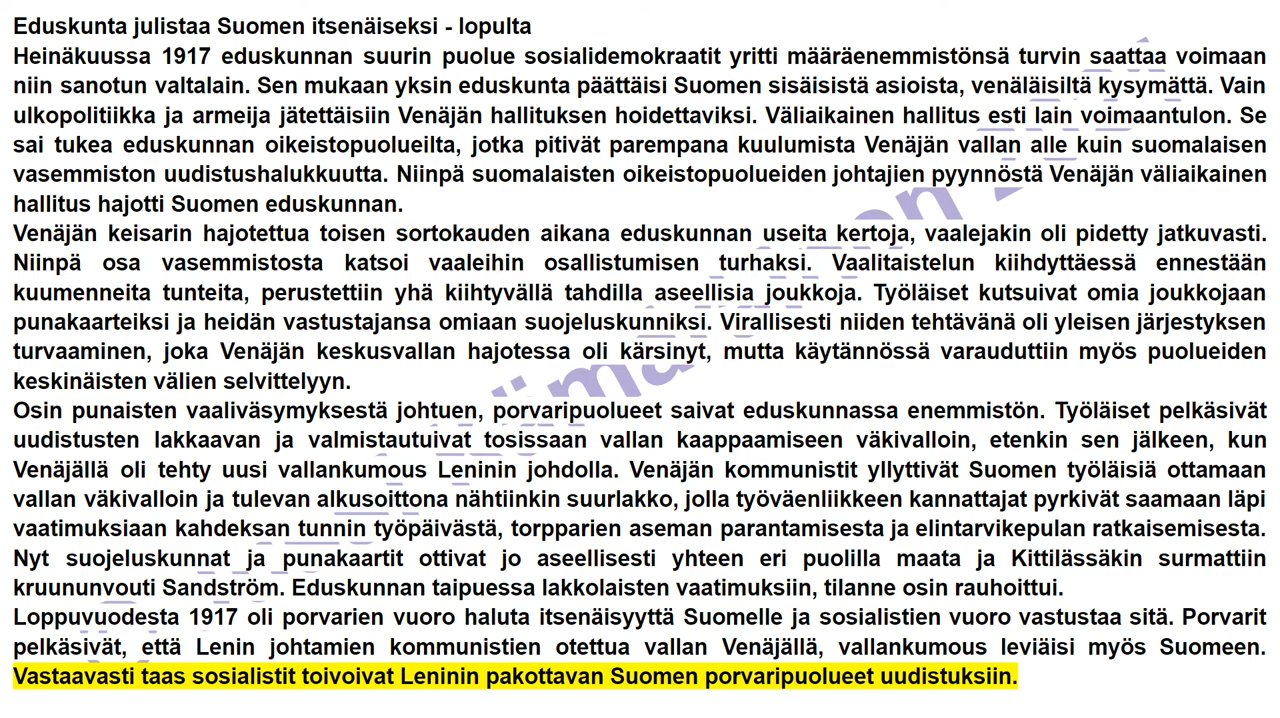 Eduskunta julistaa Suomen itsenäiseksi - lopulta
Heinäkuussa 1917 eduskunnan suurin puolue sosialidemokraatit yritti määräenemmistönsä turvin saattaa voimaan
niin sanotun valtalain. Sen mukaan yksin eduskunta päättäisi Suomen sisäisistä asioista, venäläisiltä kysymättä. Vain
ulkopolitiikka ja armeija jätettäisiin Venäjän hallituksen hoidettaviksi. Väliaikainen hallitus esti lain voimaantulon. Se
sai tukea eduskunnan oikeistopuolueilta, jotka pitivät parempana kuulumista Venäjän vallan alle kuin suomalaisen
vasemmiston uudistushalukkuutta. Niinpä suomalaisten oikeistopuolueiden johtajien pyynnöstä Venäjän väliaikainen
hallitus hajotti Suomen eduskunnan.
Venäjän keisarin hajotettua toisen sortokauden aikana eduskunnan useita kertoja, vaalejakin oli pidetty jatkuvasti.
Niinpä osa vasemmistosta katsoi vaaleihin osallistumisen turhaksi. Vaalitaistelun kiihdyttäessä ennestään
kuumenneita tunteita, perustettiin yhä kiihtyvällä tahdilla aseellisia joukkoja. Työläiset kutsuivat omia joukkojaan
punakaarteiksi ja heidän vastustajansa omiaan suojeluskunniksi. Virallisesti niiden tehtävänä oli yleisen järjestyksen
turvaaminen, joka Venäjän keskusvallan hajotessa oli kärsinyt, mutta käytännössä varauduttiin myös puolueiden
keskinäisten välien selvittelyyn.
Osin punaisten vaaliväsymyksestä johtuen, porvaripuolueet saivat eduskunnassa enemmistön. Työläiset pelkäsivät
uudistusten lakkaavan ja valmistautuivat tosissaan vallan kaappaamiseen väkivalloin, etenkin sen jälkeen, kun
Venäjällä oli tehty uusi vallankumous Leninin johdolla. Venäjän kommunistit yllyttivät Suomen työläisiä ottamaan
vallan väkivalloin ja tulevan alkusoittona nähtiinkin suurlakko, jolla työväenliikkeen kannattajat pyrkivät saamaan läpi
vaatimuksiaan kahdeksan tunnin työpäivästä, torpparien aseman parantamisesta ja elintarvikepulan ratkaisemisesta.
Nyt suojeluskunnat ja punakaartit ottivat jo aseellisesti yhteen eri puolilla maata ja Kittilässäkin surmattiin
kruununvouti Sandström. Eduskunnan taipuessa lakkolaisten vaatimuksiin, tilanne osin rauhoittui.
Loppuvuodesta 1917 oli porvarien vuoro haluta itsenäisyyttä Suomelle ja sosialistien vuoro vastustaa sitä. Porvarit
pelkäsivät, että Lenin johtamien kommunistien otettua vallan Venäjällä, vallankumous leviäisi myös Suomeen.
Vastaavasti taas sosialistit toivoivat Leninin pakottavan Suomen porvaripuolueet uudistuksiin.